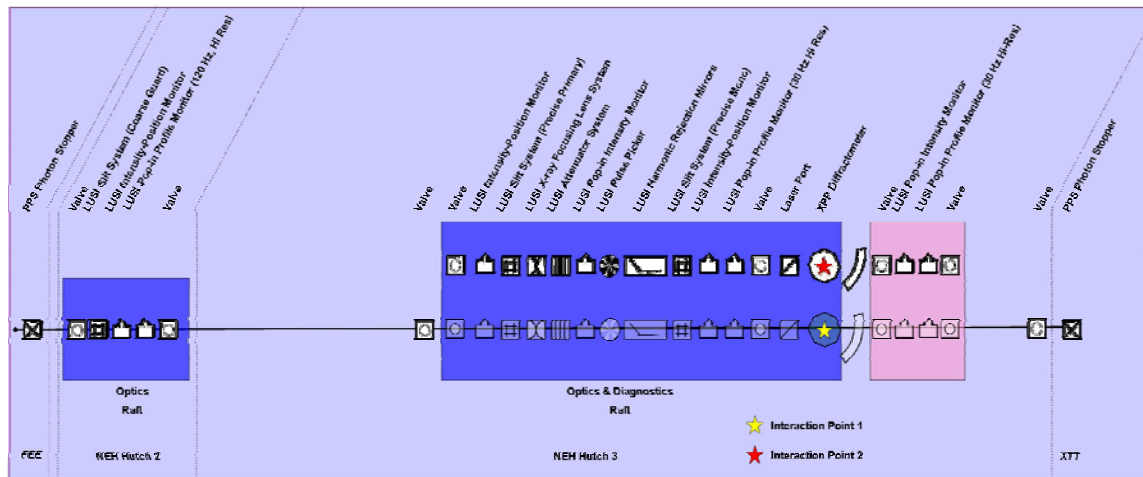 PPS Photon Stopper
Valve
LUSI Slit System (Coarse Guard)
LUSI Intensity-Position Monitor
LUSI Pop-in Profile Monitor (120 Hz, Hi Res)
Valve
Valve
Valve
LUSI Intensity-Position Monitor
LUSI Slit System (Precise Primary)
LUSI X-ray Focusing Lens System
LUSI Attenuator System
LUSI Pop-in Intensity Monitor
LUSI Pulse Picker
LUSI Harmonic Rejection Mirrors
LUSI Slit System (Precise Mono)
LUSI Intensity-Position Monitor
LUSI Pop-in Profile Monitor (30 Hz Hi Res)
Valve
Laser Port
XPP Diffractometer
Valve
LUSI Pop-in Intensity Monitor
LUSI Pop-in Profile Monitor (30 Hz Hi-Res)
Valve
Valve
PPS Photon Stopper
Optics
Raft
Optics & Diagnostics
Raft
Interaction Point 1
Interaction Point 2
FEE
NEH Hutch 2
NEH Hutch 3
XTT